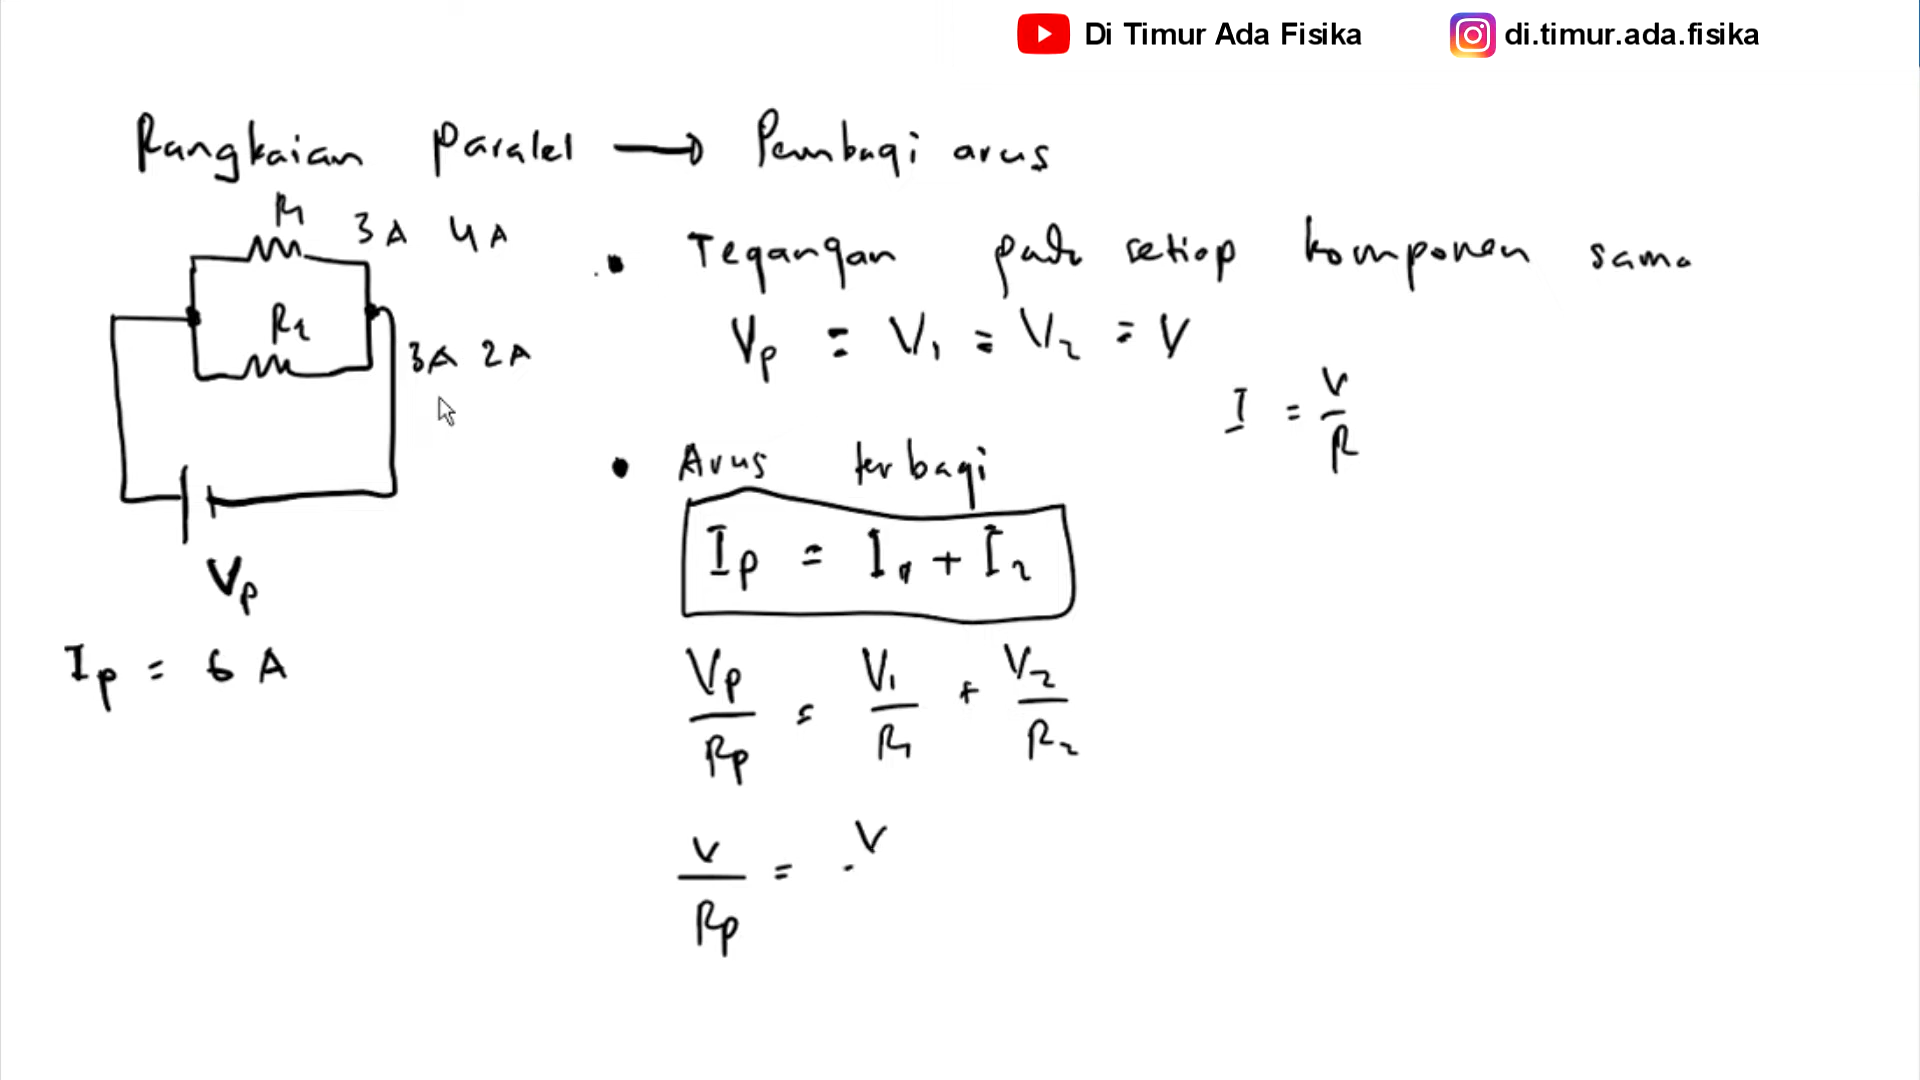 Di Timur Ada Fisika
di.timur.ada.fisika
Rangkaian Paralel → Pembagi arus
R1
3A 4A
R2
3A 2A
Vp
Ip = 6 A
• Tegangan pada setiap komponen sama
Vp = V1 = V2 = V
I = V/R
• Arus terbagi
Ip = I1 + I2
Vp/Rp = V1/R1 + V2/R2
V/Rp = V